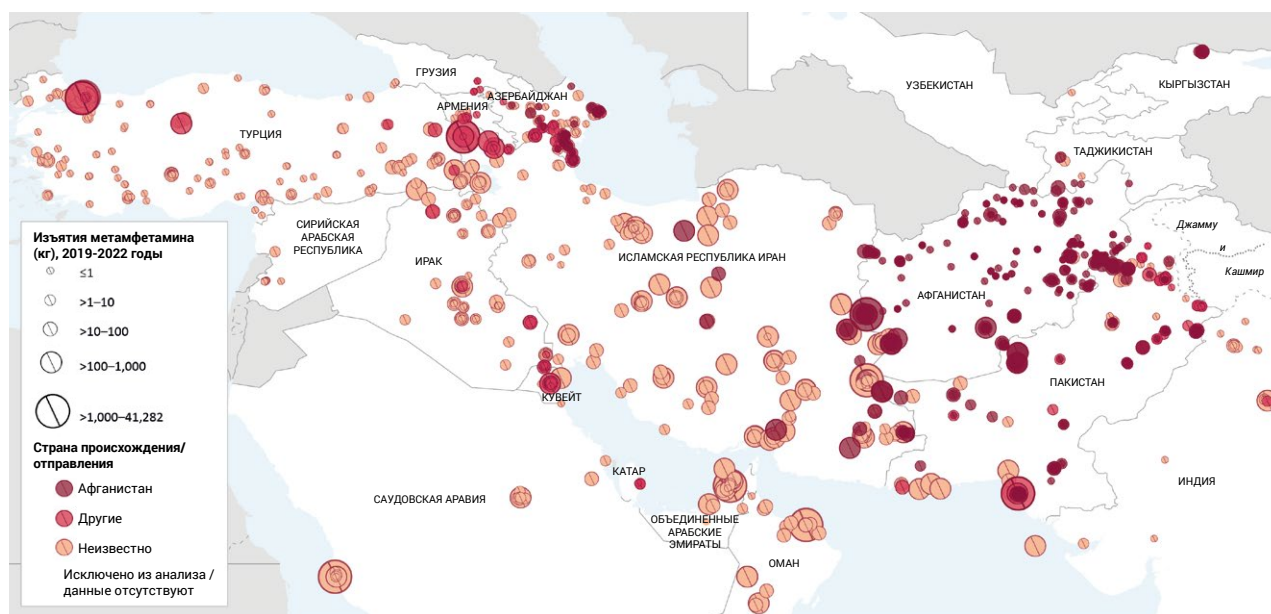 ГРУЗИЯ
АРМЕНИЯ
АЗЕРБАЙДЖАН
УЗБЕКИСТАН
КЫРГЫЗСТАН
ТУРЦИЯ
ТАДЖИКИСТАН
СИРИЙСКАЯ
АРАБСКАЯ
РЕСПУБЛИКА
ИРАК
ИСЛАМСКАЯ РЕСПУБЛИКА ИРАН
АФГАНИСТАН
Джамму
и
Кашмир
ПАКИСТАН
КУВЕЙТ
КАТАР
САУДОВСКАЯ АРАВИЯ
ОБЪЕДИНЕННЫЕ
АРАБСКИЕ
ЭМИРАТЫ
ОМАН
ИНДИЯ
Изъятия метамфетамина
(кг), 2019-2022 годы
≤1
>1–10
>10–100
>100–1,000
>1,000–41,282
Страна происхождения/
отправления
Афганистан
Другие
Неизвестно
Исключено из анализа /
данные отсутствуют